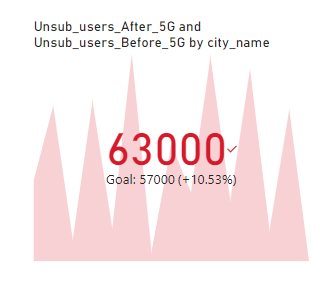 Unsub_users_After_5G and
Unsub_users_Before_5G by city_name
63000
Goal: 57000 (+10.53%)